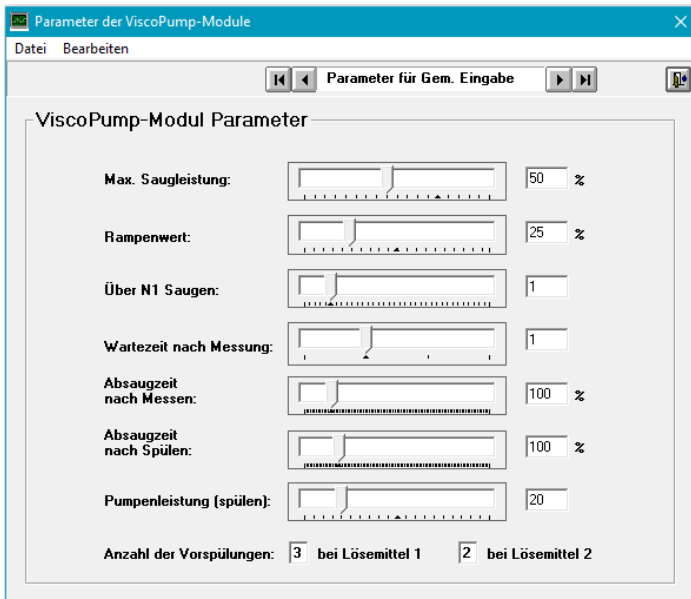 Parameter der ViscoPump-Module
Datei Bearbeiten
Parameter für Gem. Eingabe
ViscoPump-Modul Parameter
Max. Saugleistung: 50 %
Rampenwert: 25 %
Über N1 Saugen: 1
Wartezeit nach Messung: 1
Absaugzeit
nach Messen: 100 %
Absaugzeit
nach Spülen: 100 %
Pumpenleistung (spülen): 20
Anzahl der Vorspülungen: 3 bei Lösemittel 1 2 bei Lösemittel 2